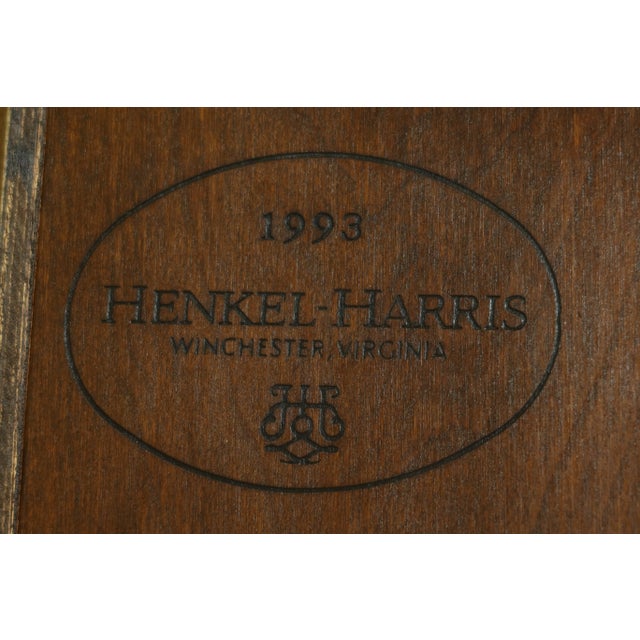 1993
HENKEL-HARRIS
WINCHESTER, VIRGINIA